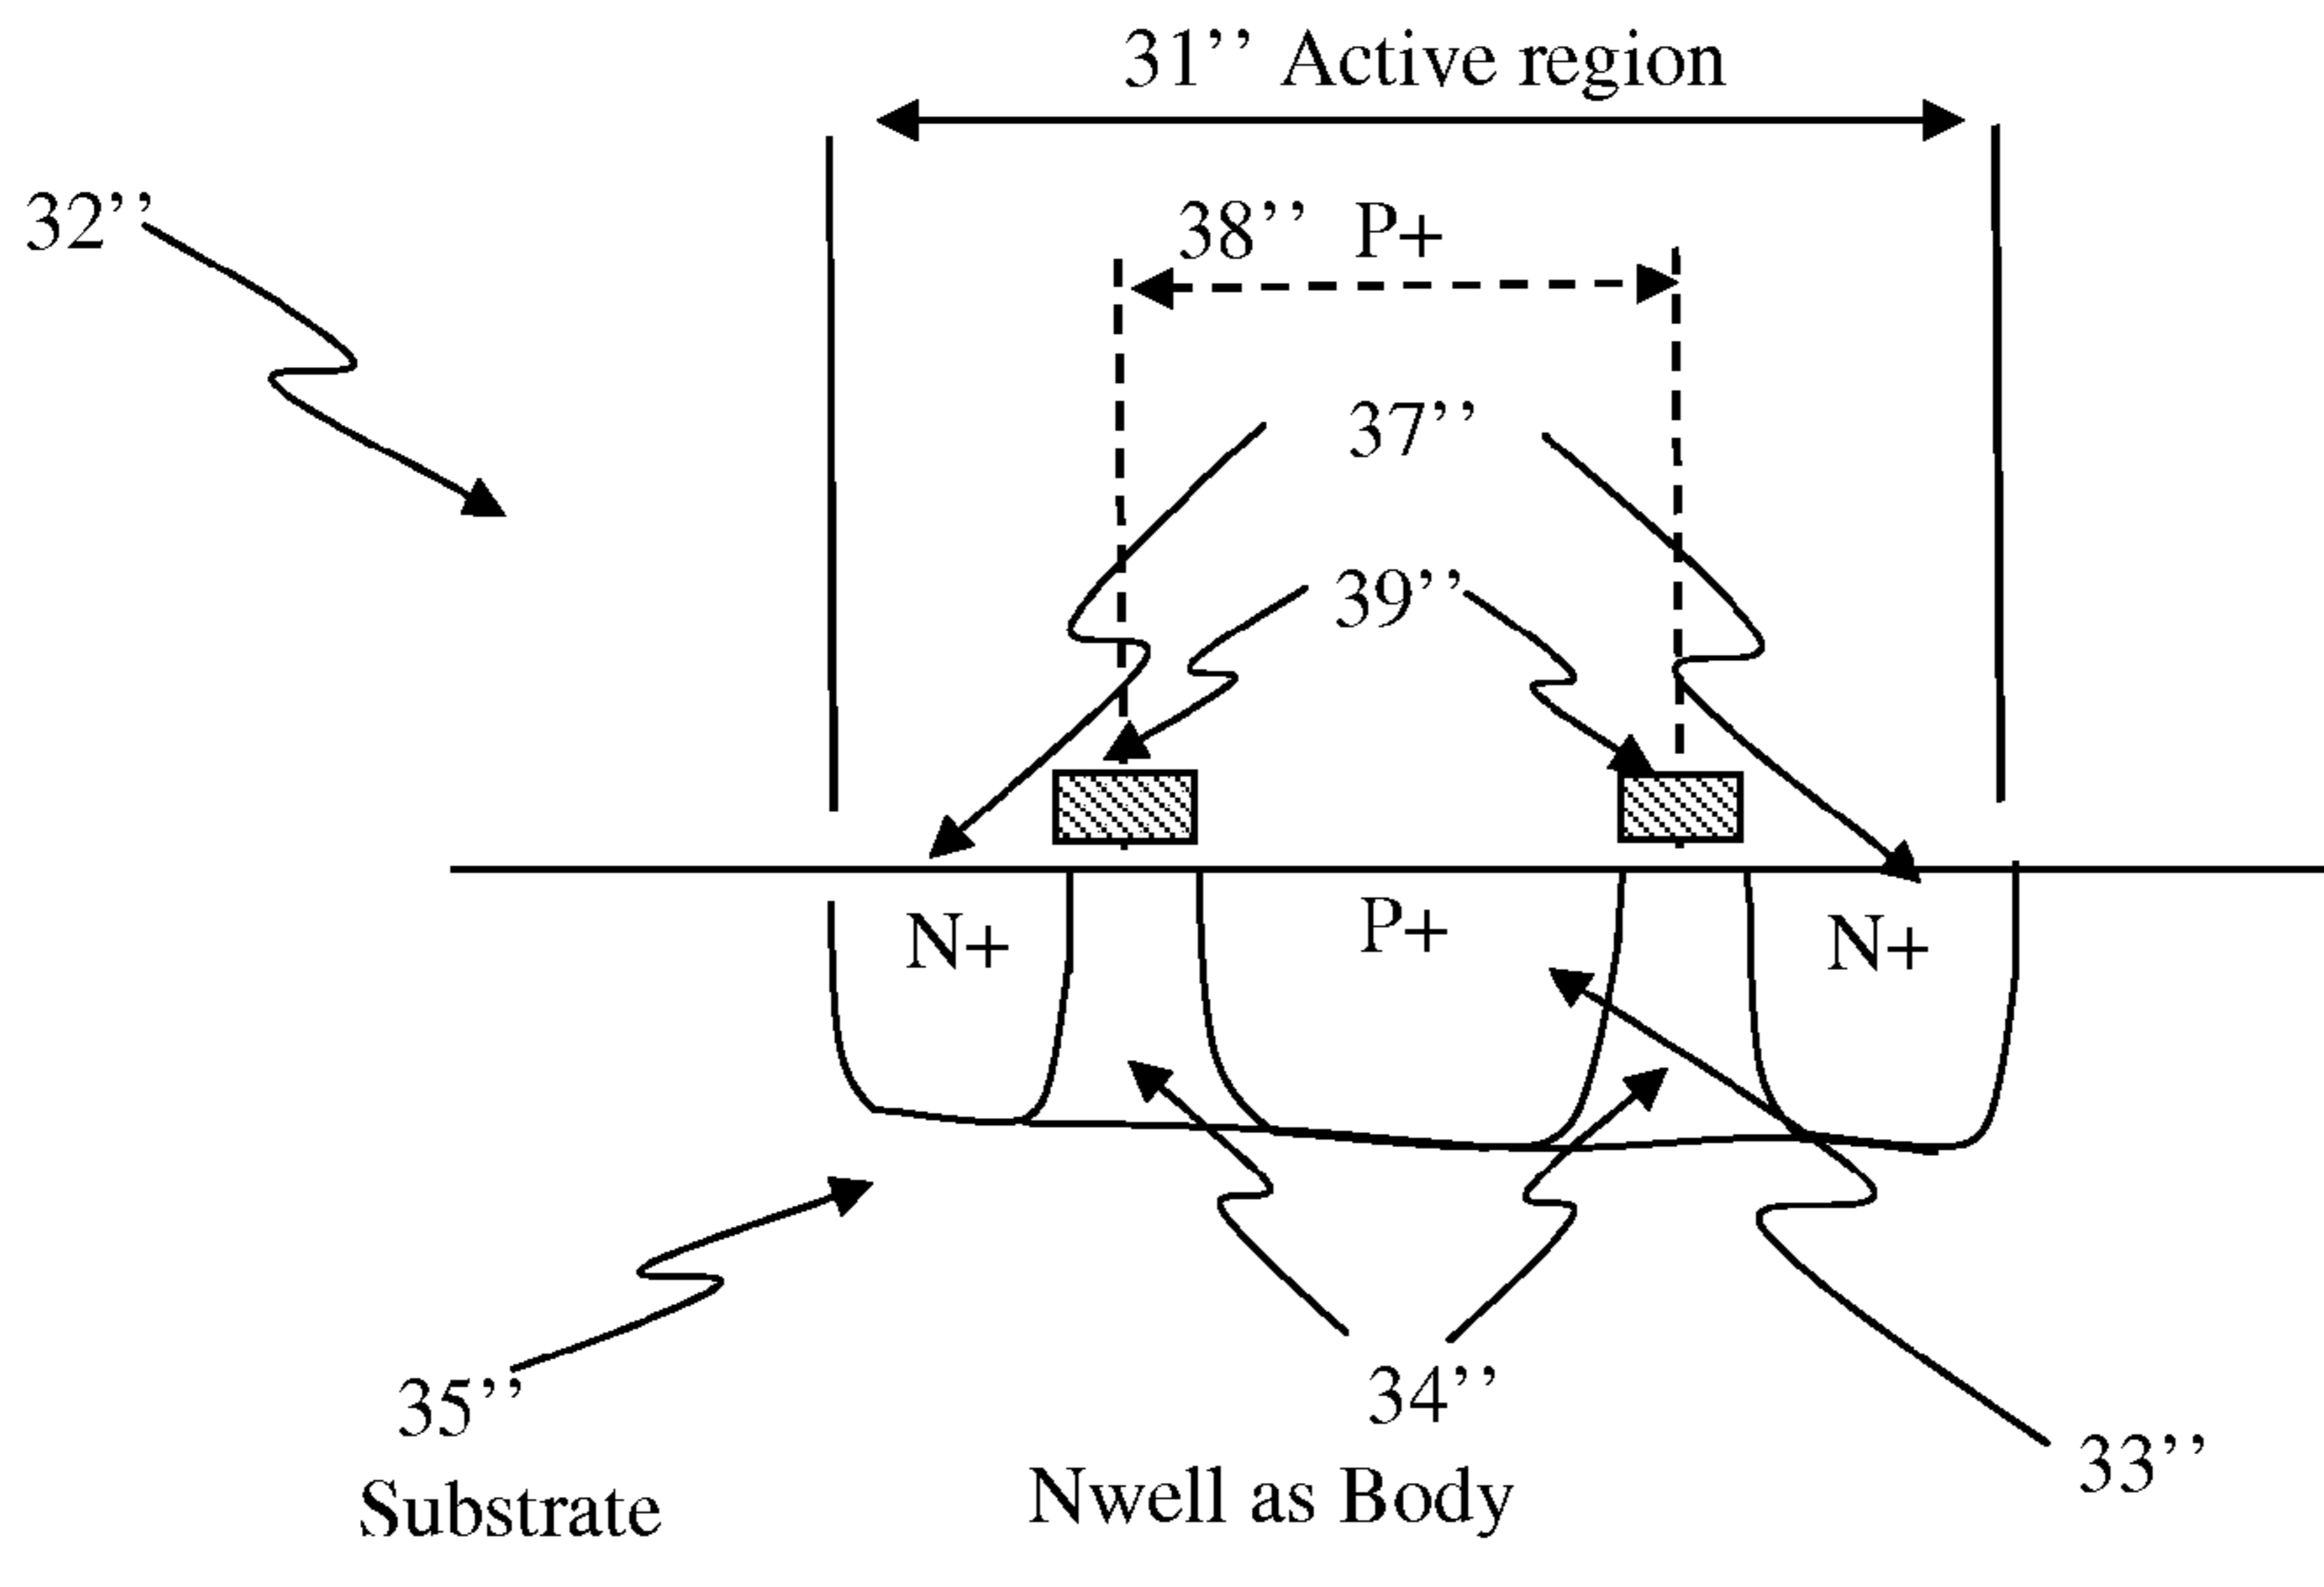 31’’ Active region
32’’
38’’ P+
37’’
39’’
N+
P+
N+
34’’
35’’
33’’
Nwell as Body
Substrate